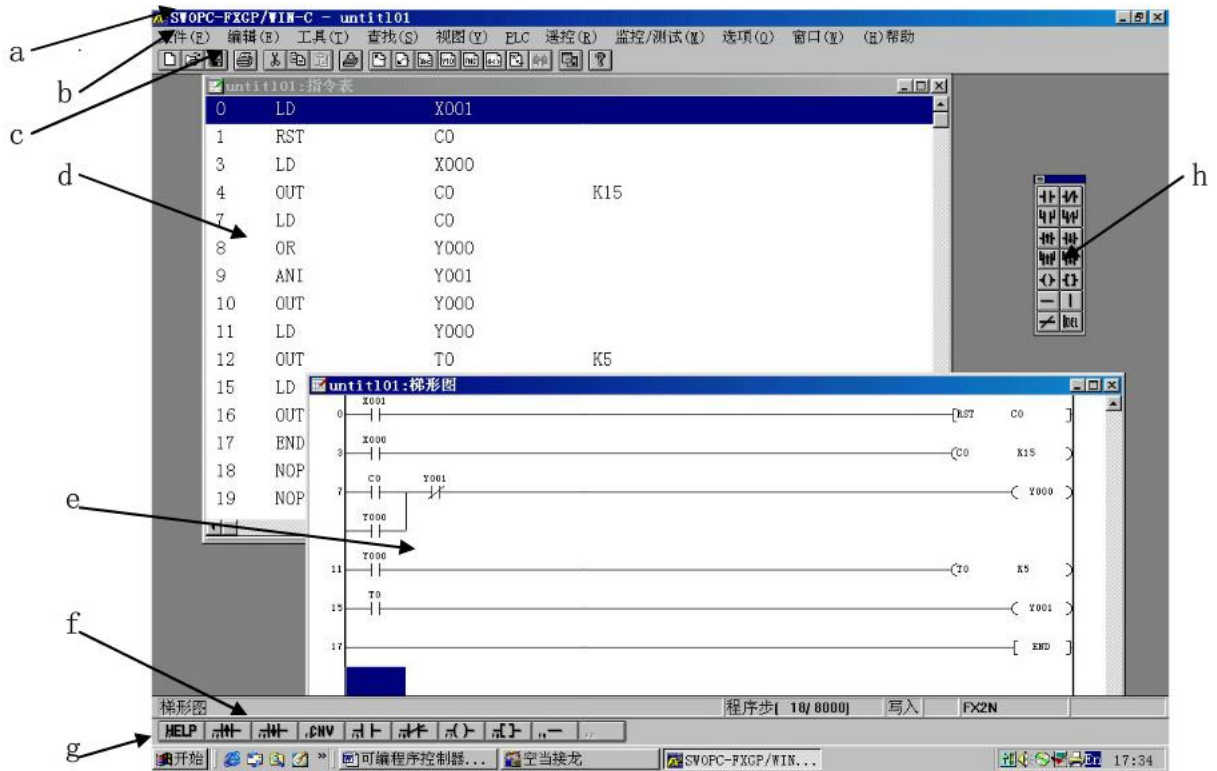 SWOPC-FXGP/WIN-C - untitl01
a
文件(F) 编辑(E) 工具(T) 查找(S) 视图(V) PLC 遥控(R) 监控/测试(M) 选项(O) 窗口(W) (H)帮助
b
c
untitl01:指令表
0 LD X001
1 RST C0
3 LD X000
4 OUT C0 K15
7 LD C0
8 OR Y000
9 ANI Y001
10 OUT Y000
11 LD Y000
12 OUT T0 K5
15 LD
16 OUT
17 END
18 NOP
19 NOP
d
h
DEL
untitl01:梯形图
X001
0 RST C0
X000
3 C0 K15
C0 Y001
7 Y000
Y000
e
Y000
11 T0 K5
T0
15 Y001
17 END
f
梯形图 程序步[ 18/8000] 写入 FX2N
HELP CNV
g
开始 可编程序控制器... 空当接龙 SWOPC-FXGP/WIN... En 17:34